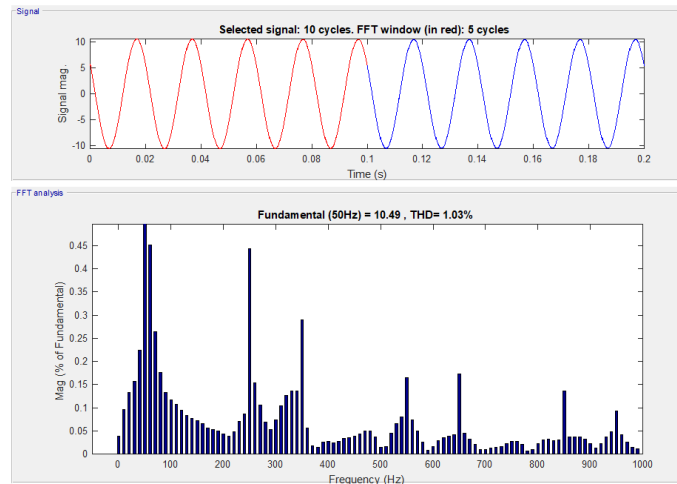 Signal
Selected signal: 10 cycles. FFT window (in red): 5 cycles
Signal mag.
10
5
0
-5
-10
0 0.02 0.04 0.06 0.08 0.1 0.12 0.14 0.16 0.18 0.2
Time (s)
FFT analysis
Fundamental (50Hz) = 10.49 , THD= 1.03%
Mag (% of Fundamental)
0.45
0.4
0.35
0.3
0.25
0.2
0.15
0.1
0.05
0
0 100 200 300 400 500 600 700 800 900 1000
Frequency (Hz)